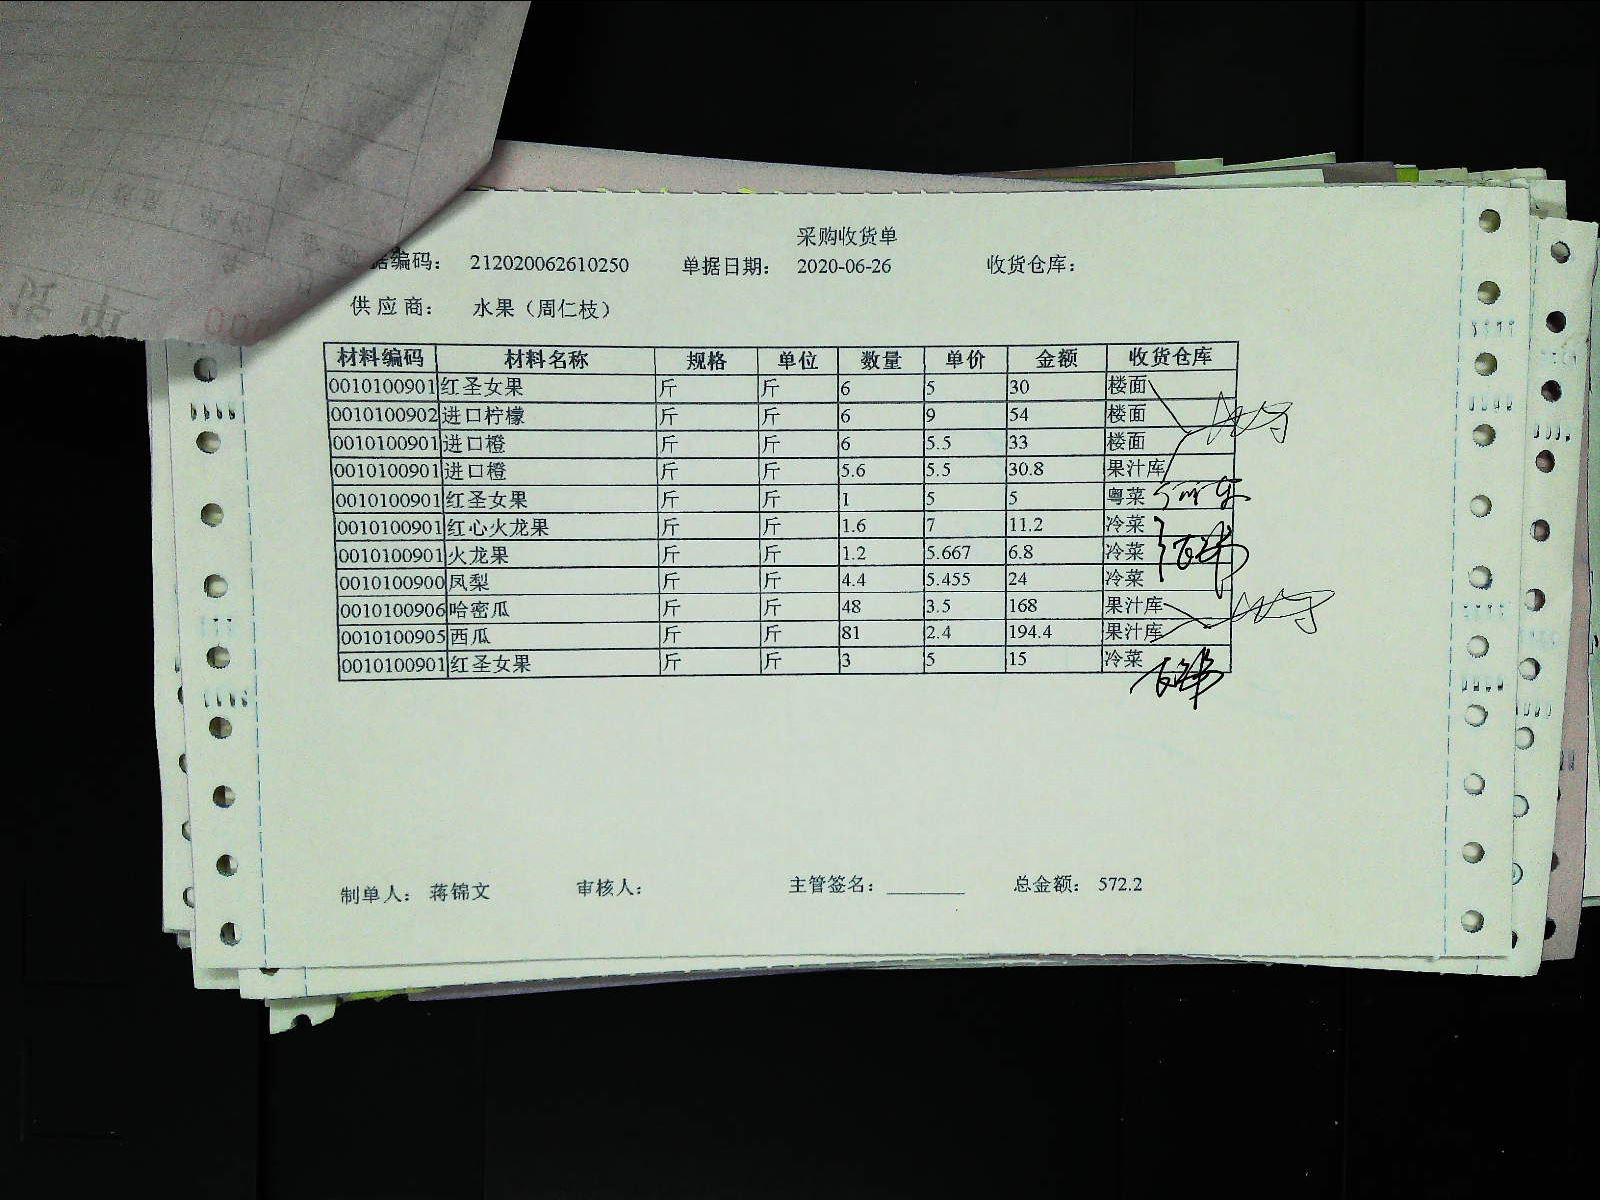 采购收货单
据编码: 212020062610250 单据日期: 2020-06-26 收货仓库:
供应商: 水果（周仁枝）
材料编码 材料名称 规格 单位 数量 单价 金额 收货仓库
0010100901 红圣女果 斤 斤 6 5 30 楼面
0010100902 进口柠檬 斤 斤 6 9 54 楼面
0010100901 进口橙 斤 斤 6 5.5 33 楼面
0010100901 进口橙 斤 斤 5.6 5.5 30.8 果汁库
0010100901 红圣女果 斤 斤 1 5 5 粤菜
0010100901 红心火龙果 斤 斤 1.6 7 11.2 冷菜
0010100901 火龙果 斤 斤 1.2 5.667 6.8 冷菜
0010100900 凤梨 斤 斤 4.4 5.455 24 冷菜
0010100906 哈密瓜 斤 斤 48 3.5 168 果汁库
0010100905 西瓜 斤 斤 81 2.4 194.4 果汁库
0010100901 红圣女果 斤 斤 3 5 15 冷菜
制单人: 蒋锦文 审核人: 主管签名: 总金额: 572.2